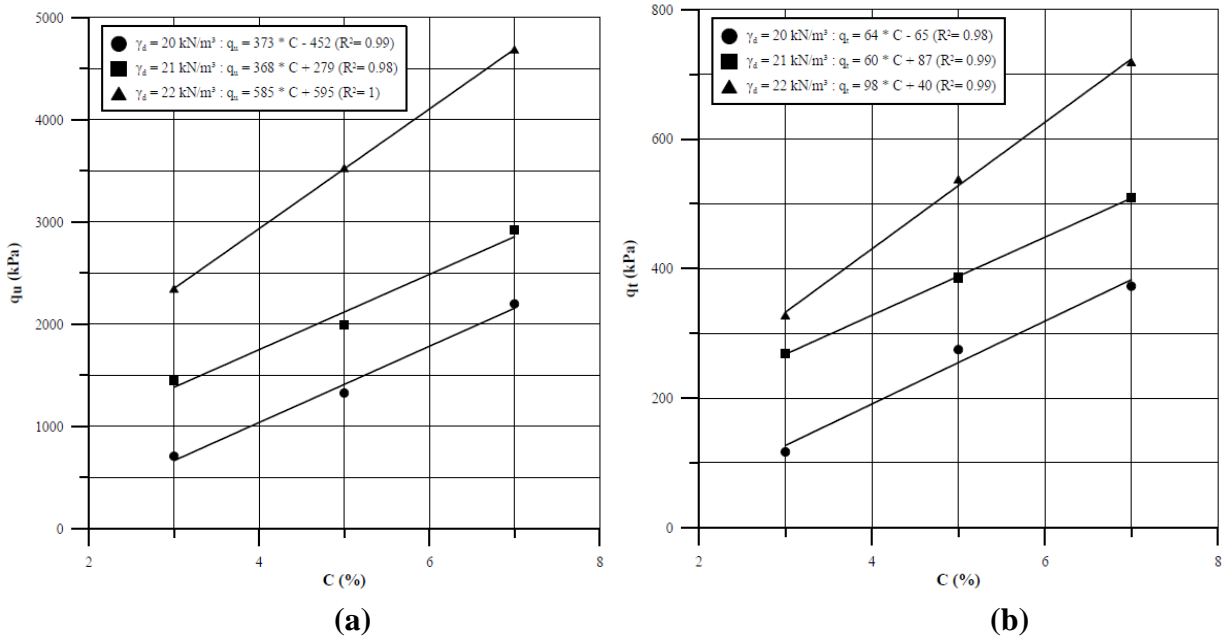 γd = 20 kN/m³ : qu = 373 * C - 452 (R²= 0.99)
γd = 21 kN/m³ : qu = 368 * C + 279 (R²= 0.98)
γd = 22 kN/m³ : qu = 585 * C + 595 (R²= 1)
5000
4000
3000
2000
1000
0
qu (kPa)
2 4 6 8
C (%)
(a)
γd = 20 kN/m³ : qt = 64 * C - 65 (R²= 0.98)
γd = 21 kN/m³ : qt = 60 * C + 87 (R²= 0.99)
γd = 22 kN/m³ : qt = 98 * C + 40 (R²= 0.99)
800
600
400
200
0
qt (kPa)
2 4 6 8
C (%)
(b)